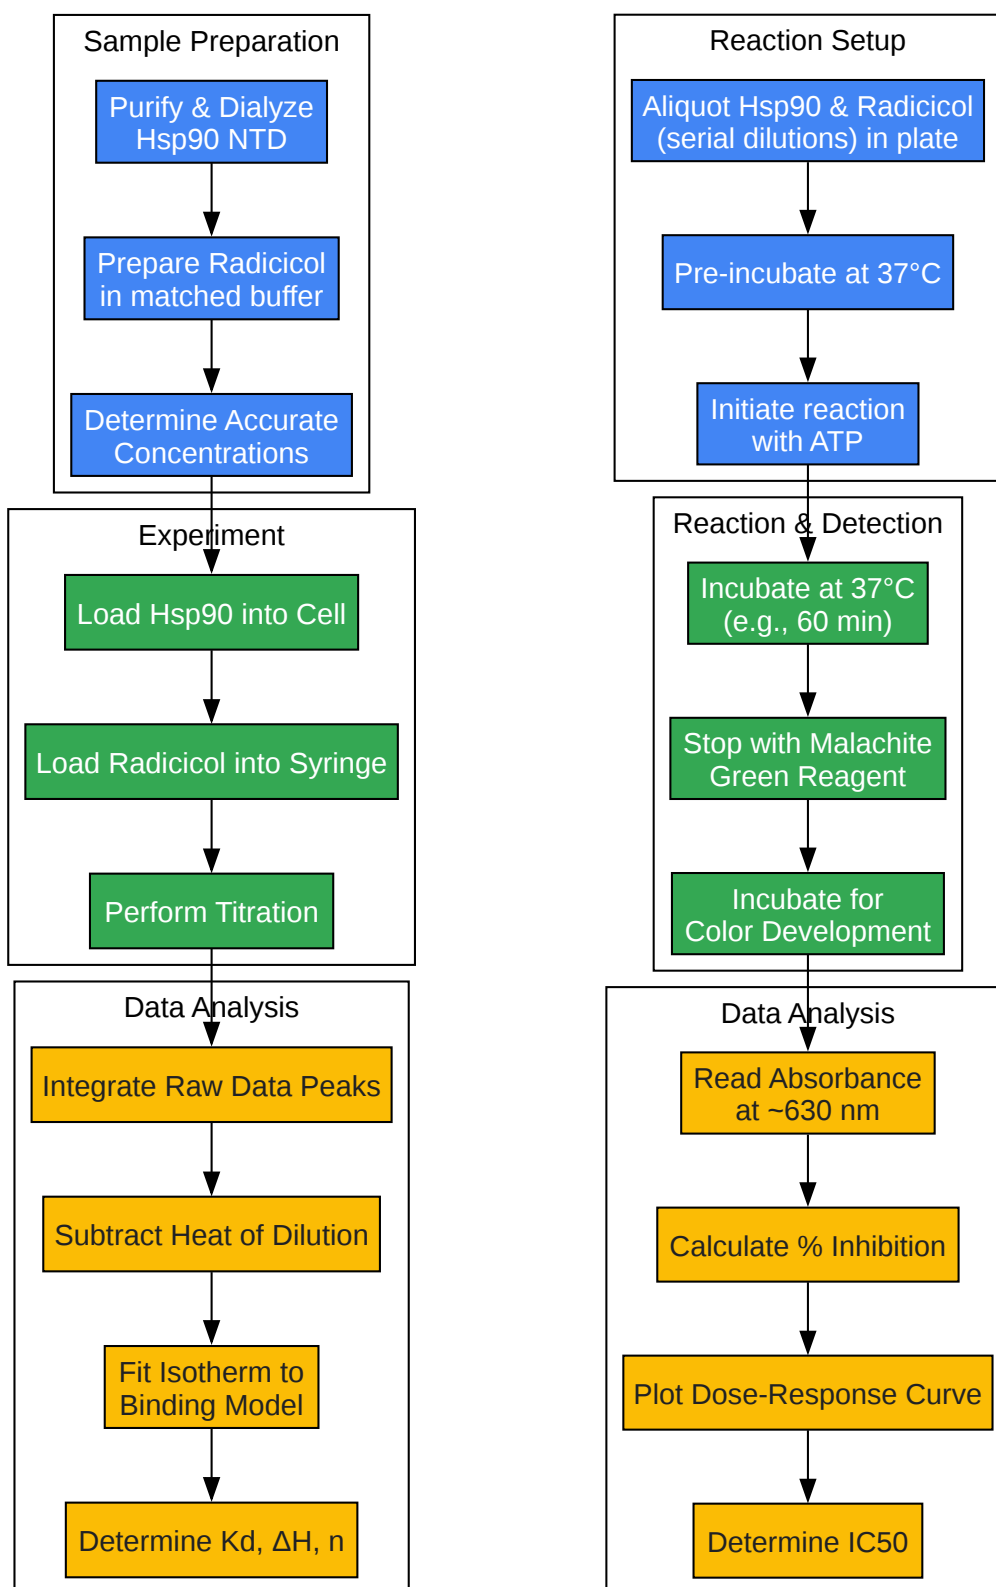 Sample Preparation
Purify & Dialyze
Hsp90 NTD
Prepare Radicicol
in matched buffer
Determine Accurate
Concentrations
Experiment
Load Hsp90 into Cell
Load Radicicol into Syringe
Perform Titration
Data Analysis
Integrate Raw Data Peaks
Subtract Heat of Dilution
Fit Isotherm to
Binding Model
Determine Kd, ΔH, n
Reaction Setup
Aliquot Hsp90 & Radicicol
(serial dilutions) in plate
Pre-incubate at 37°C
Initiate reaction
with ATP
Reaction & Detection
Incubate at 37°C
(e.g., 60 min)
Stop with Malachite
Green Reagent
Incubate for
Color Development
Data Analysis
Read Absorbance
at ~630 nm
Calculate % Inhibition
Plot Dose-Response Curve
Determine IC50